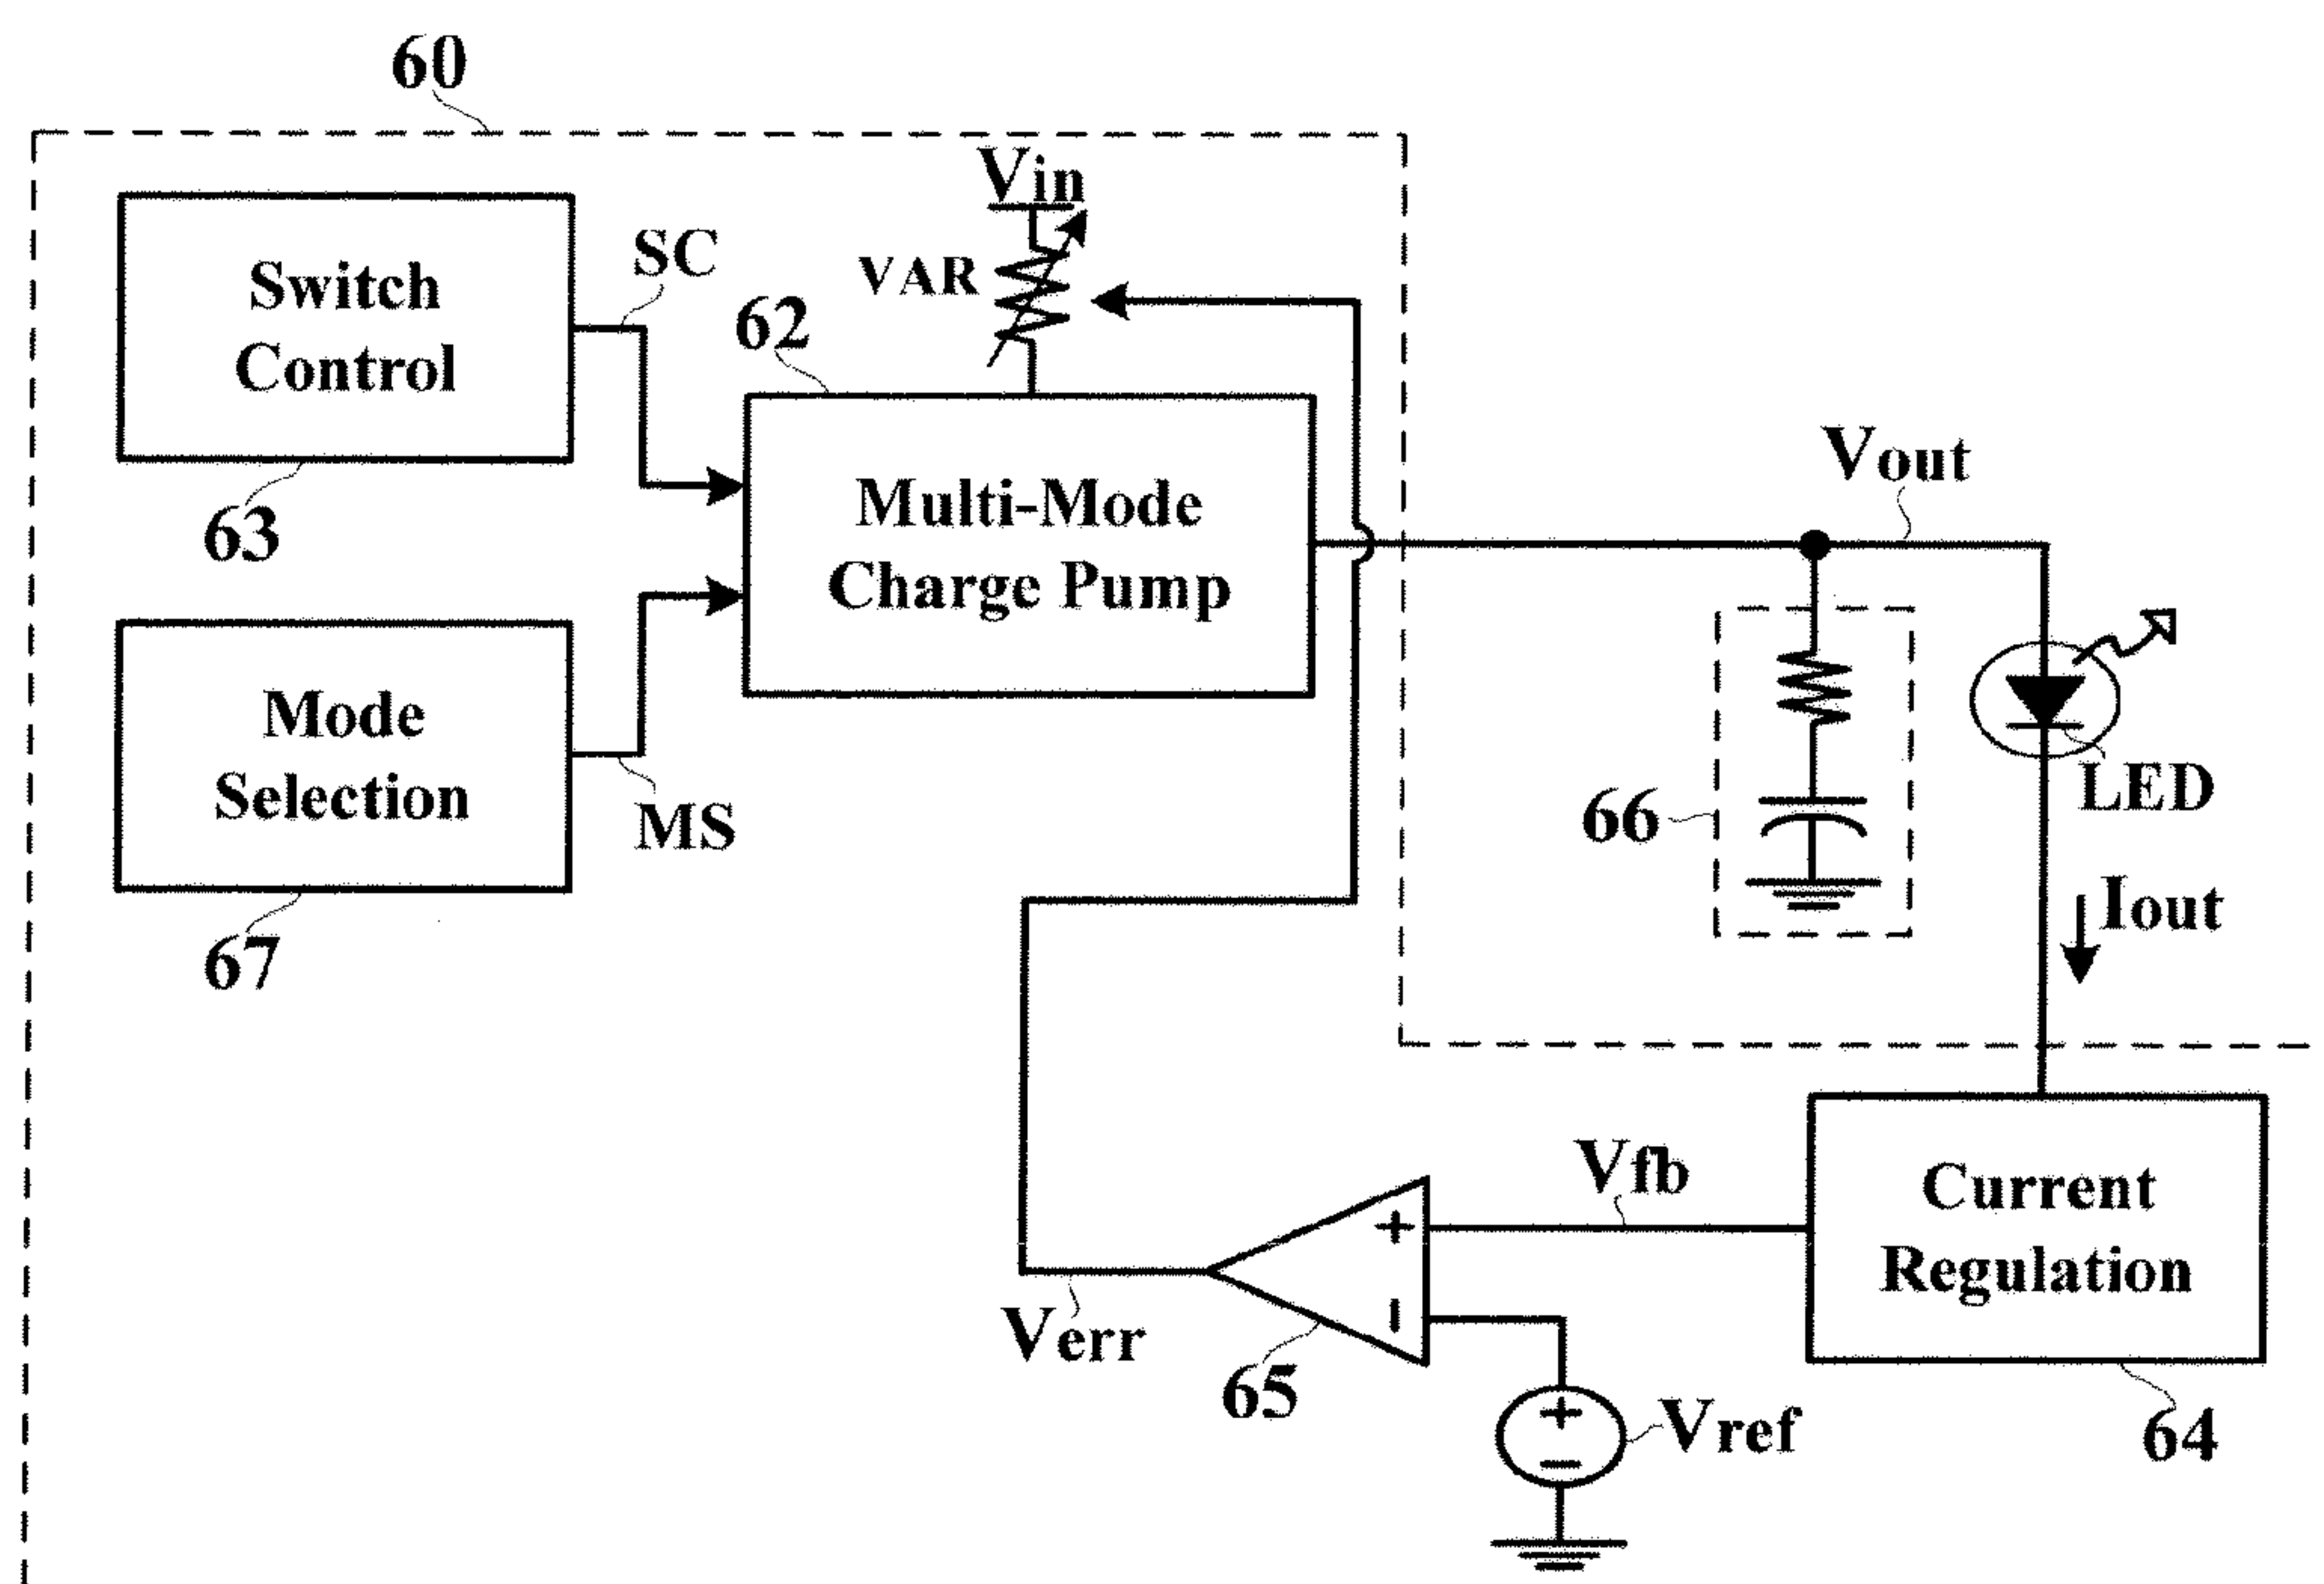 60
Vin
Switch
Control
SC
VAR
62
63
Multi-Mode
Charge Pump
Vout
Mode
Selection
MS
67
66
LED
Iout
Vfb
+
-
Verr
65
Current
Regulation
64
+
-
Vref